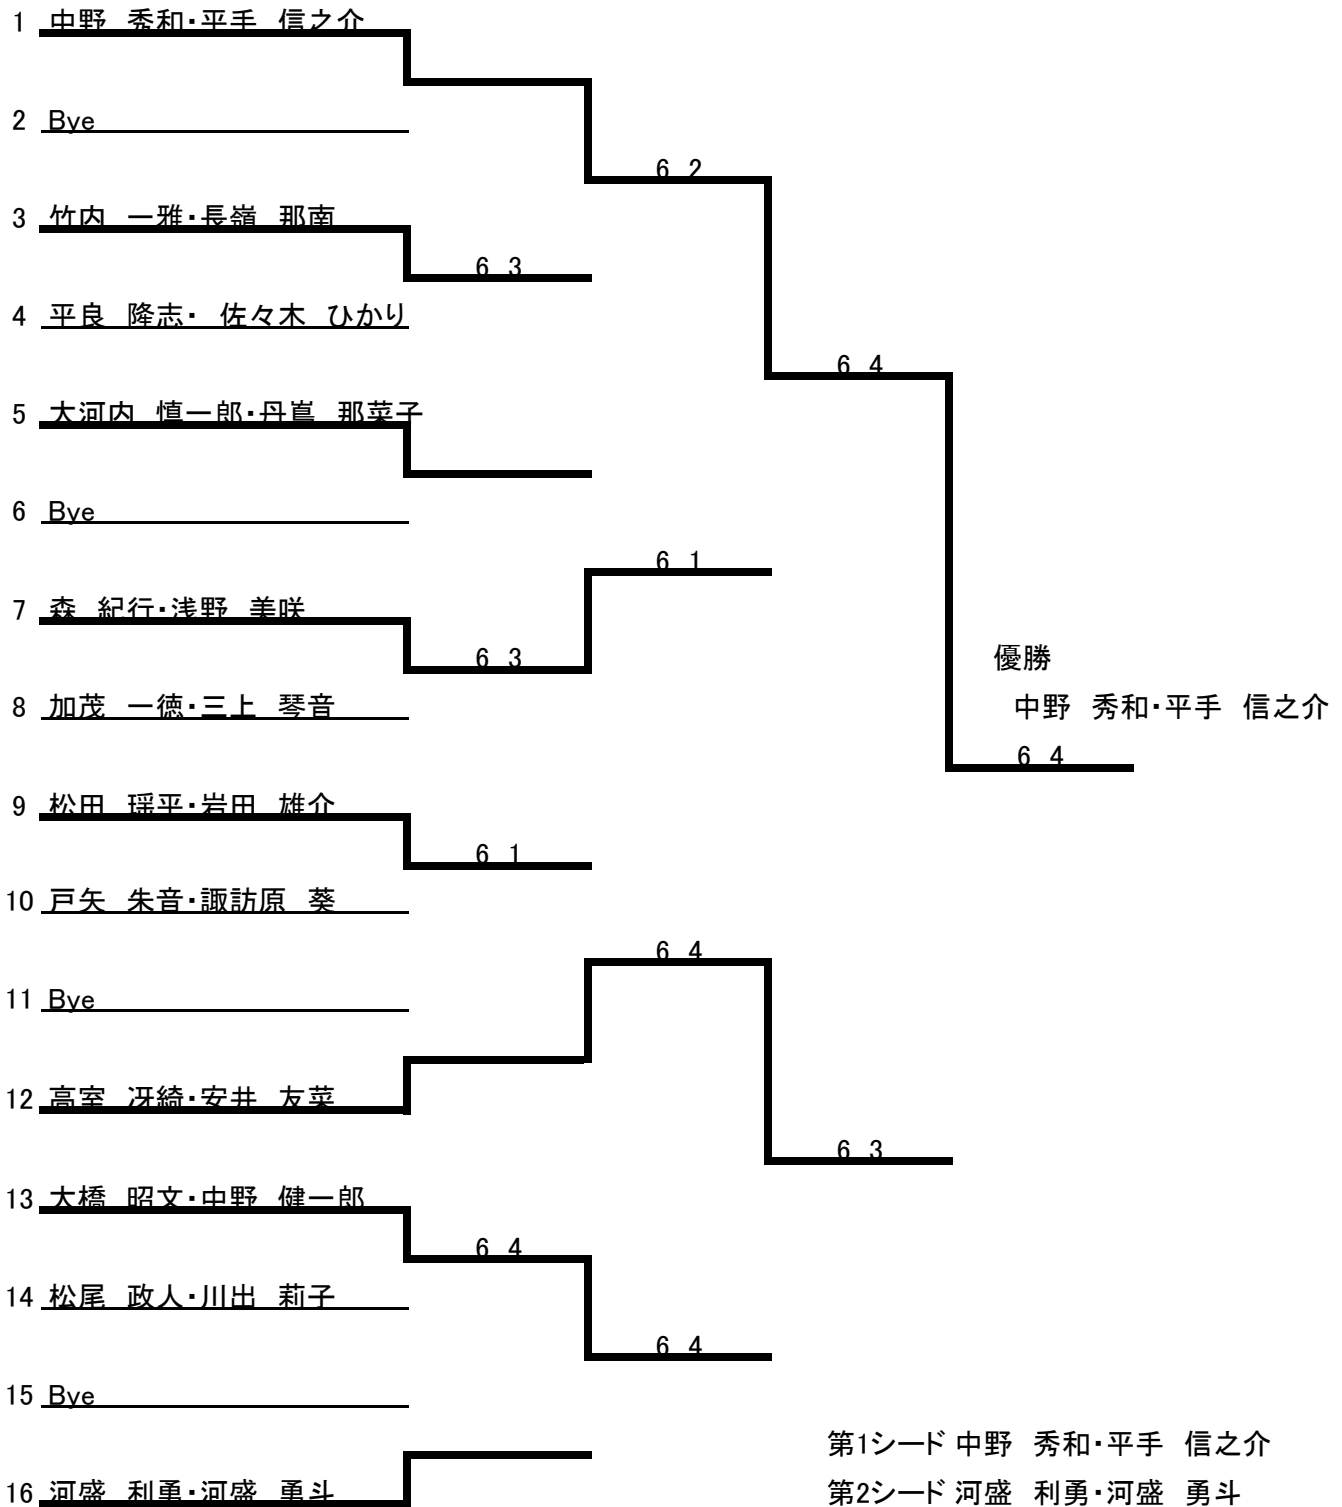 1 中野 秀和・平手 信之介
2 Bye
6 2
3 竹内 一雅・長嶺 那南
6 3
4 平良 隆志・ 佐々木 ひかり
6 4
5 大河内 慎一郎・丹嶌 那菜子
6 Bye
6 1
7 森 紀行・浅野 美咲
6 3
優勝
8 加茂 一徳・三上 琴音
中野 秀和・平手 信之介
6 4
9 松田 瑶平・岩田 雄介
6 1
10 戸矢 朱音・諏訪原 葵
6 4
11 Bye
12 高室 冴綺・安井 友菜
6 3
13 大橋 昭文・中野 健一郎
6 4
14 松尾 政人・川出 莉子
6 4
15 Bye
第1シード 中野 秀和・平手 信之介
16 河盛 利勇・河盛 勇斗
第2シード 河盛 利勇・河盛 勇斗